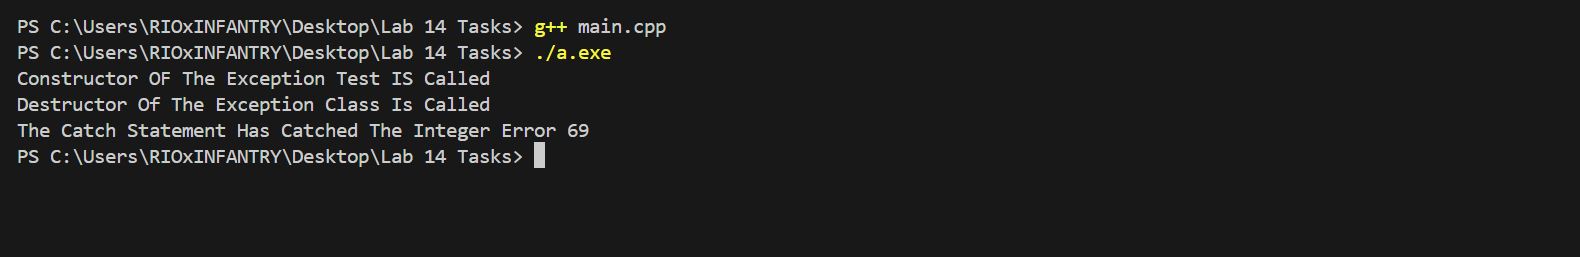 PS C:\Users\RIOxINFANTRY\Desktop\Lab 14 Tasks> g++ main.cpp
PS C:\Users\RIOxINFANTRY\Desktop\Lab 14 Tasks> ./a.exe
Constructor OF The Exception Test IS Called
Destructor Of The Exception Class Is Called
The Catch Statement Has Catched The Integer Error 69
PS C:\Users\RIOxINFANTRY\Desktop\Lab 14 Tasks>